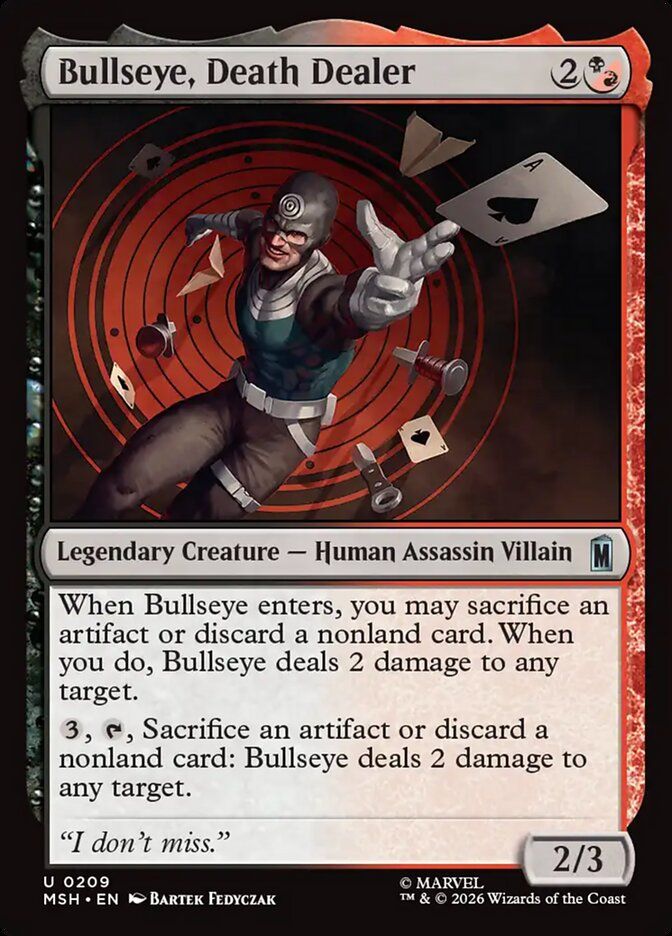 Bullseye, Death Dealer
2
When Bullseye enters, you may sacrifice an
artifact or discard a nonland card. When
you do, Bullseye deals 2 damage to any
target.
3, , Sacrifice an artifact or discard a
nonland card: Bullseye deals 2 damage to
any target.
“I don’t miss.”
2/3
Legendary Creature — Human Assassin Villain
M
A
A
U 0209
MSH • EN Bartek Fedyczak
© MARVEL
™ & © 2026 Wizards of the Coast